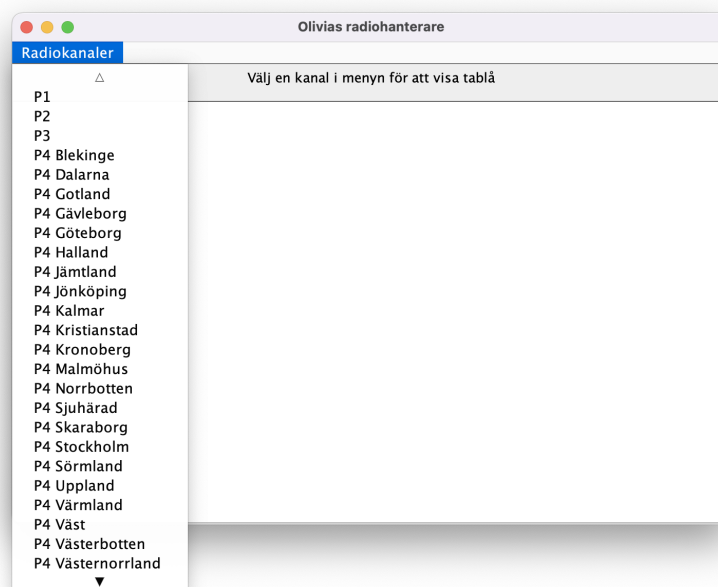 Olivias radiohanterare
Radiokanaler
Välj en kanal i menyn för att visa tablå
P1
P2
P3
P4 Blekinge
P4 Dalarna
P4 Gotland
P4 Gävleborg
P4 Göteborg
P4 Halland
P4 Jämtland
P4 Jönköping
P4 Kalmar
P4 Kristianstad
P4 Kronoberg
P4 Malmöhus
P4 Norrbotten
P4 Sjuhärad
P4 Skaraborg
P4 Stockholm
P4 Sörmland
P4 Uppland
P4 Värmland
P4 Väst
P4 Västerbotten
P4 Västernorrland